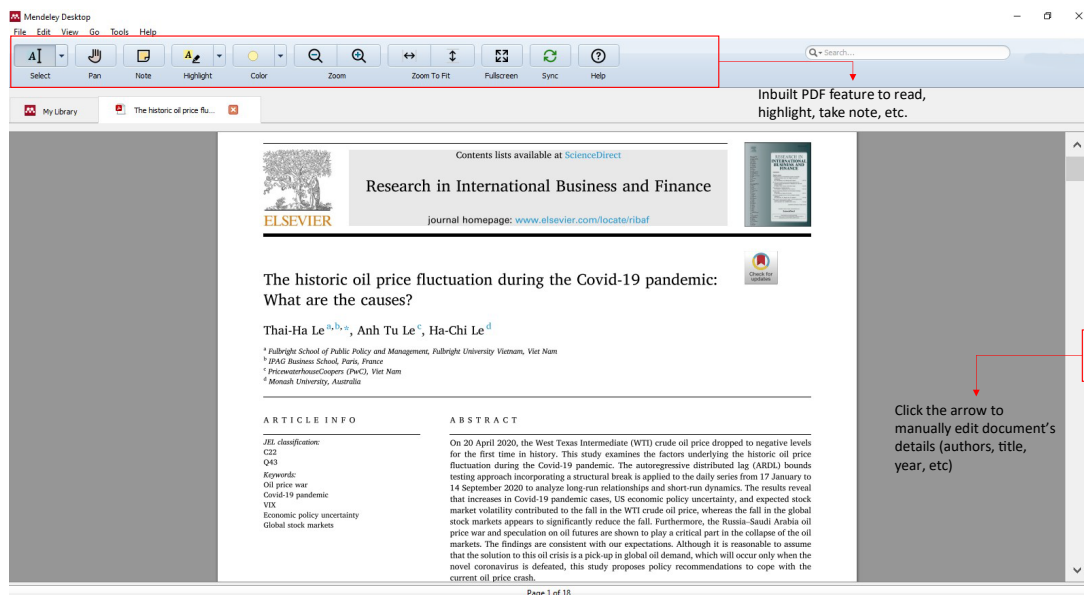 Mendeley Desktop
File Edit View Go Tools Help
Select Pan Note Highlight Color Zoom Zoom To Fit Fullscreen Sync Help
Search...
Inbuilt PDF feature to read,
highlight, take note, etc.
My Library
The historic oil price flu...
Contents lists available at ScienceDirect
Research in International Business and Finance
journal homepage: www.elsevier.com/locate/ribaf
ELSEVIER
RESEARCH IN
INTERNATIONAL
BUSINESS AND
FINANCE
Check for
updates
The historic oil price fluctuation during the Covid-19 pandemic:
What are the causes?
Thai-Ha Le a,b,*, Anh Tu Le c, Ha-Chi Le d
a Fulbright School of Public Policy and Management, Fulbright University Vietnam, Viet Nam
b IPAG Business School, Paris, France
c PricewaterhouseCoopers (PwC), Viet Nam
d Monash University, Australia
Click the arrow to
manually edit document's
details (authors, title,
year, etc)
ARTICLE INFO
JEL classification:
C22
Q43
Keywords:
Oil price war
Covid-19 pandemic
VIX
Economic policy uncertainty
Global stock markets
ABSTRACT
On 20 April 2020, the West Texas Intermediate (WTI) crude oil price dropped to negative levels
for the first time in history. This study examines the factors underlying the historic oil price
fluctuation during the Covid-19 pandemic. The autoregressive distributed lag (ARDL) bounds
testing approach incorporating a structural break is applied to the daily series from 17 January to
14 September 2020 to analyze long-run relationships and short-run dynamics. The results reveal
that increases in Covid-19 pandemic cases, US economic policy uncertainty, and expected stock
market volatility contributed to the fall in the WTI crude oil price, whereas the fall in the global
stock markets appears to significantly reduce the fall. Furthermore, the Russia–Saudi Arabia oil
price war and speculation on oil futures are shown to play a critical part in the collapse of the oil
markets. The findings are consistent with our expectations. Although it is reasonable to assume
that the solution to this oil crisis is a pick-up in global oil demand, which will occur only when the
novel coronavirus is defeated, this study proposes policy recommendations to cope with the
current oil price crash.
Page 1 of 18